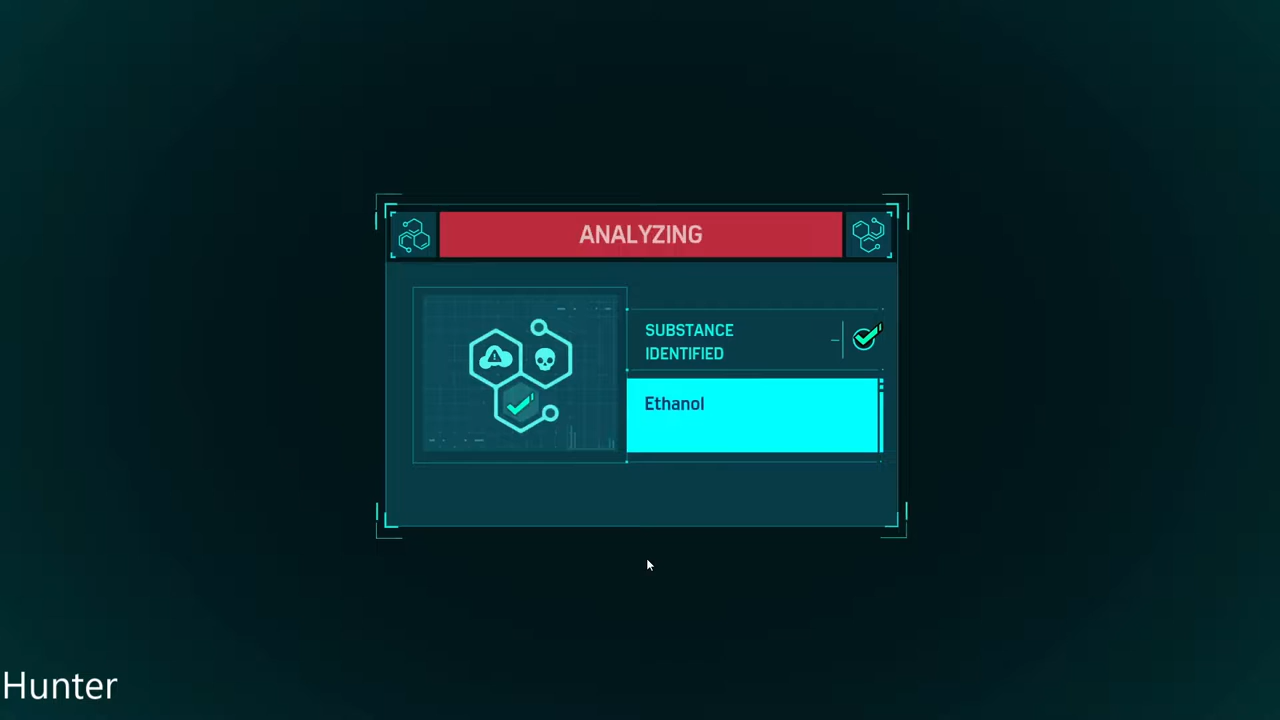 ANALYZING
SUBSTANCE
IDENTIFIED
Ethanol
Hunter